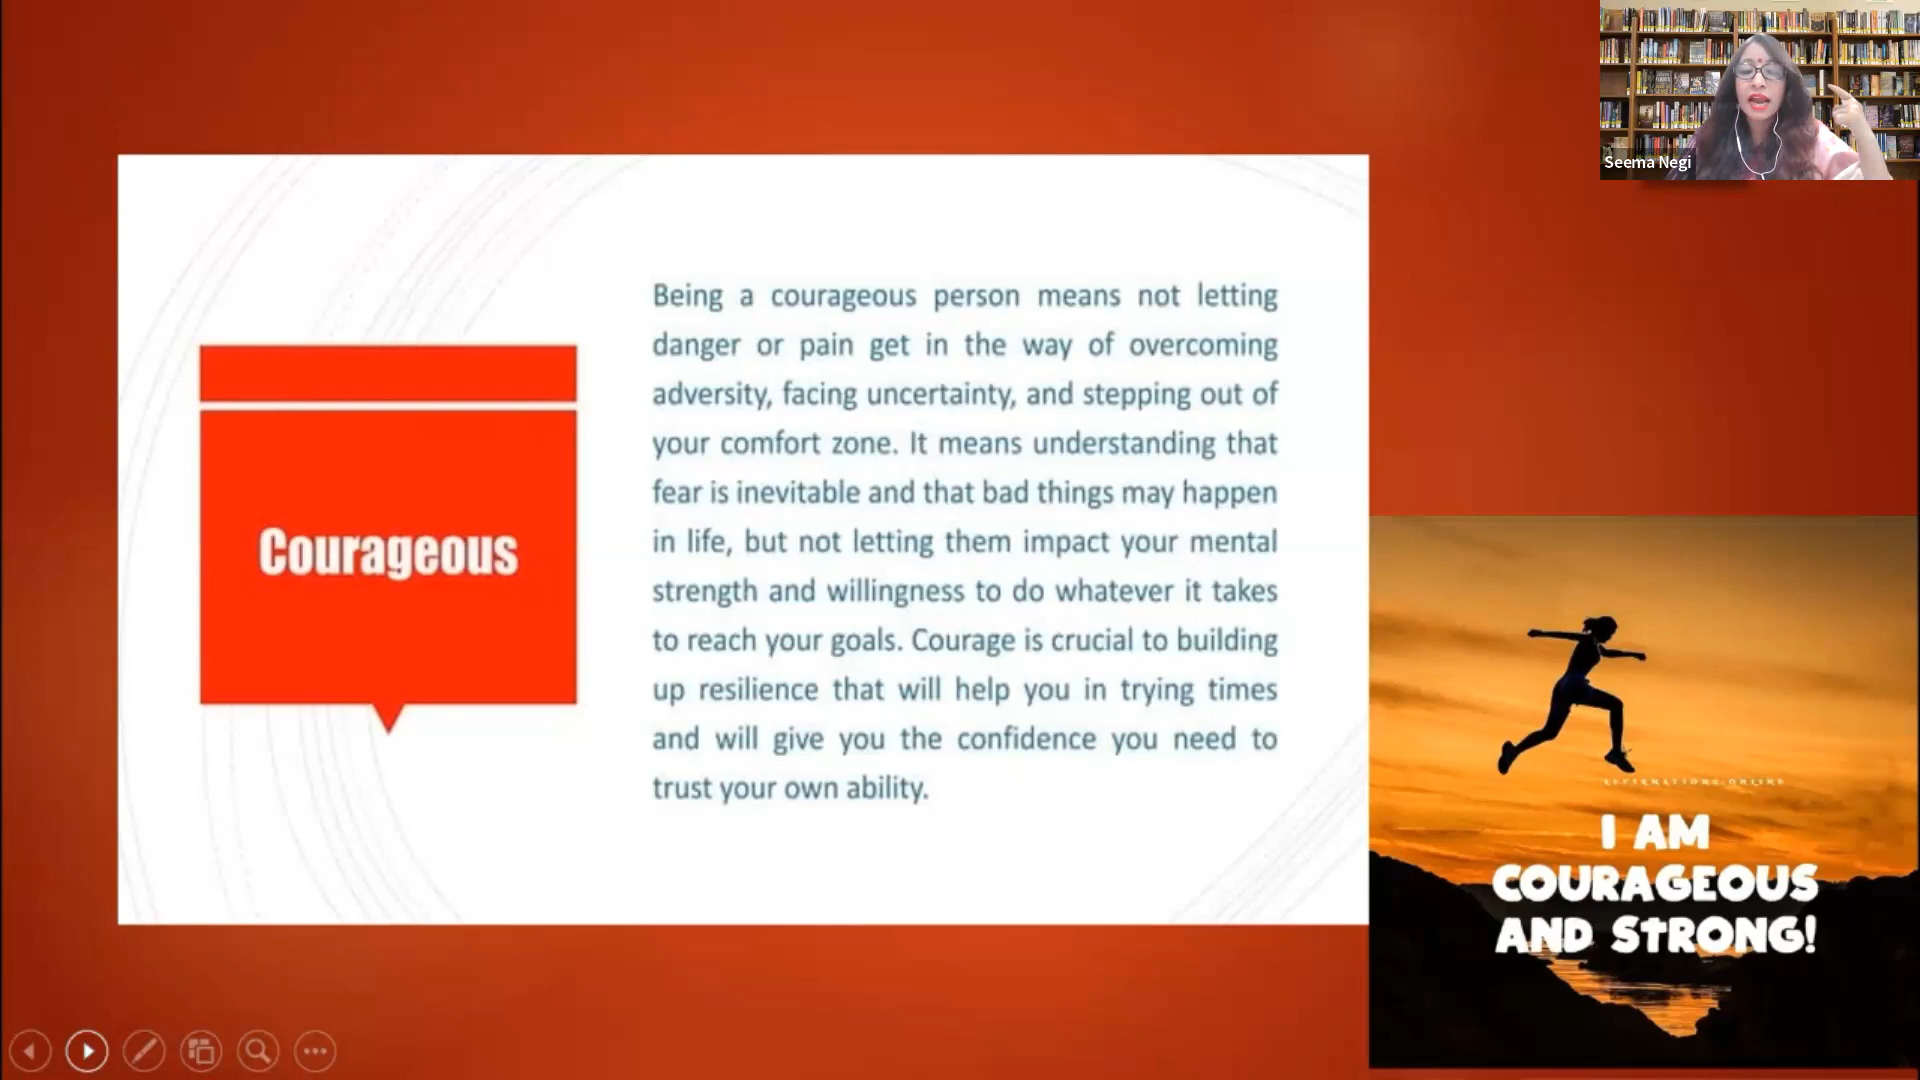 Seema Negi
Courageous
Being a courageous person means not letting
danger or pain get in the way of overcoming
adversity, facing uncertainty, and stepping out of
your comfort zone. It means understanding that
fear is inevitable and that bad things may happen
in life, but not letting them impact your mental
strength and willingness to do whatever it takes
to reach your goals. Courage is crucial to building
up resilience that will help you in trying times
and will give you the confidence you need to
trust your own ability.
AFFIRMATIONS.ONLINE
I AM
COURAGEOUS
AND STRONG!